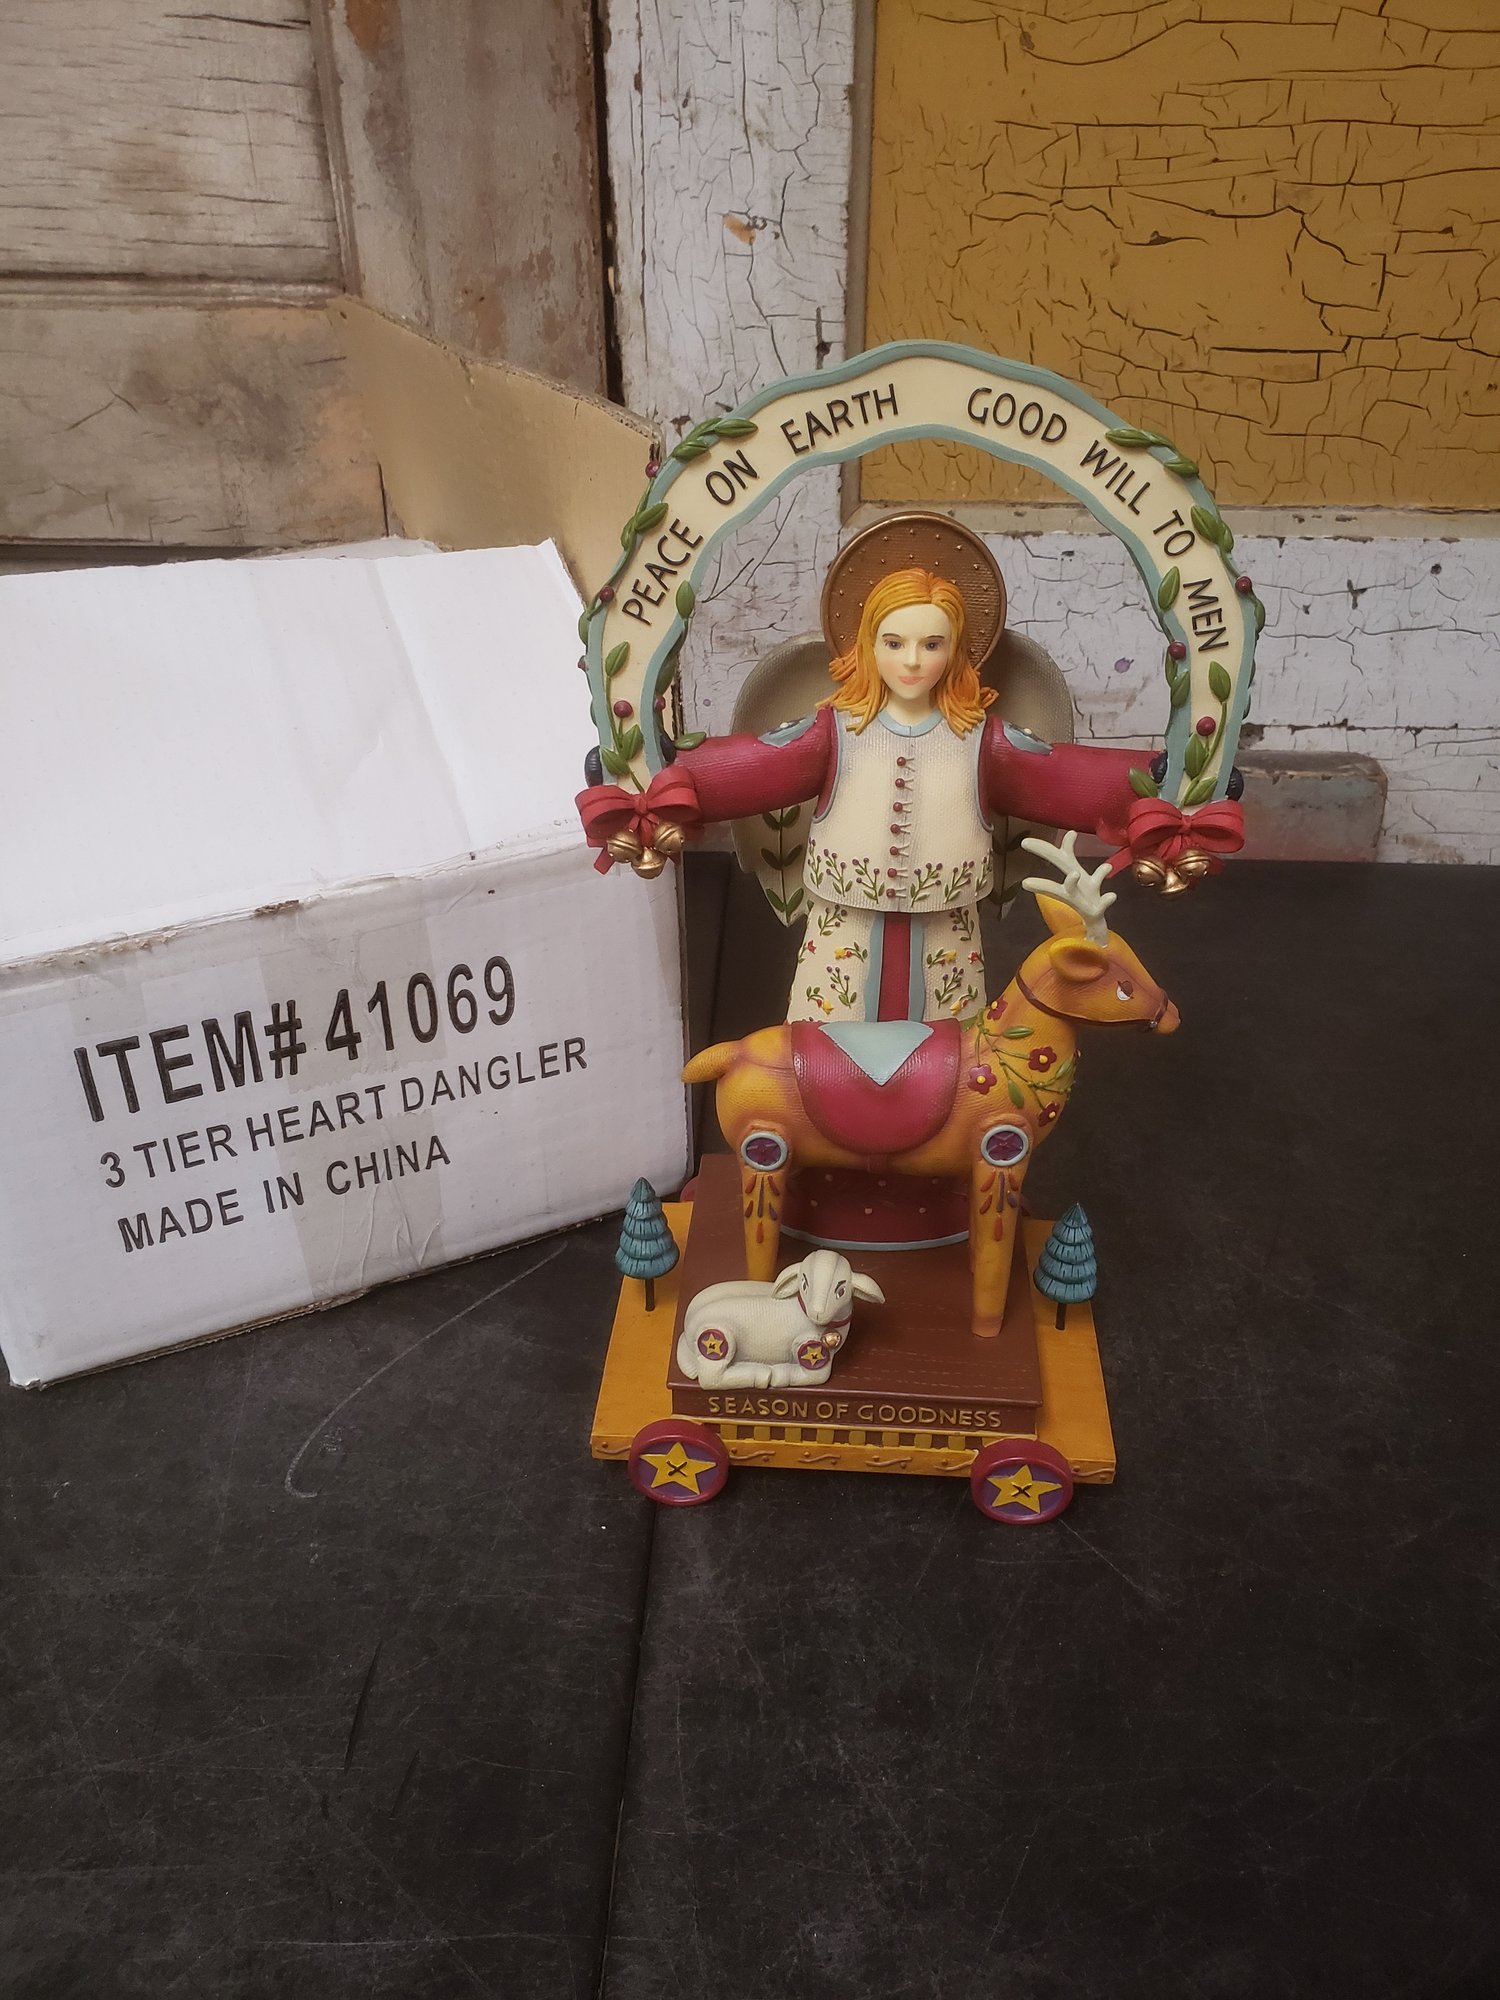 PEACE ON EARTH GOOD WILL TO MEN
ITEM# 41069
3 TIER HEART DANGLER
MADE IN CHINA
SEASON OF GOODNESS